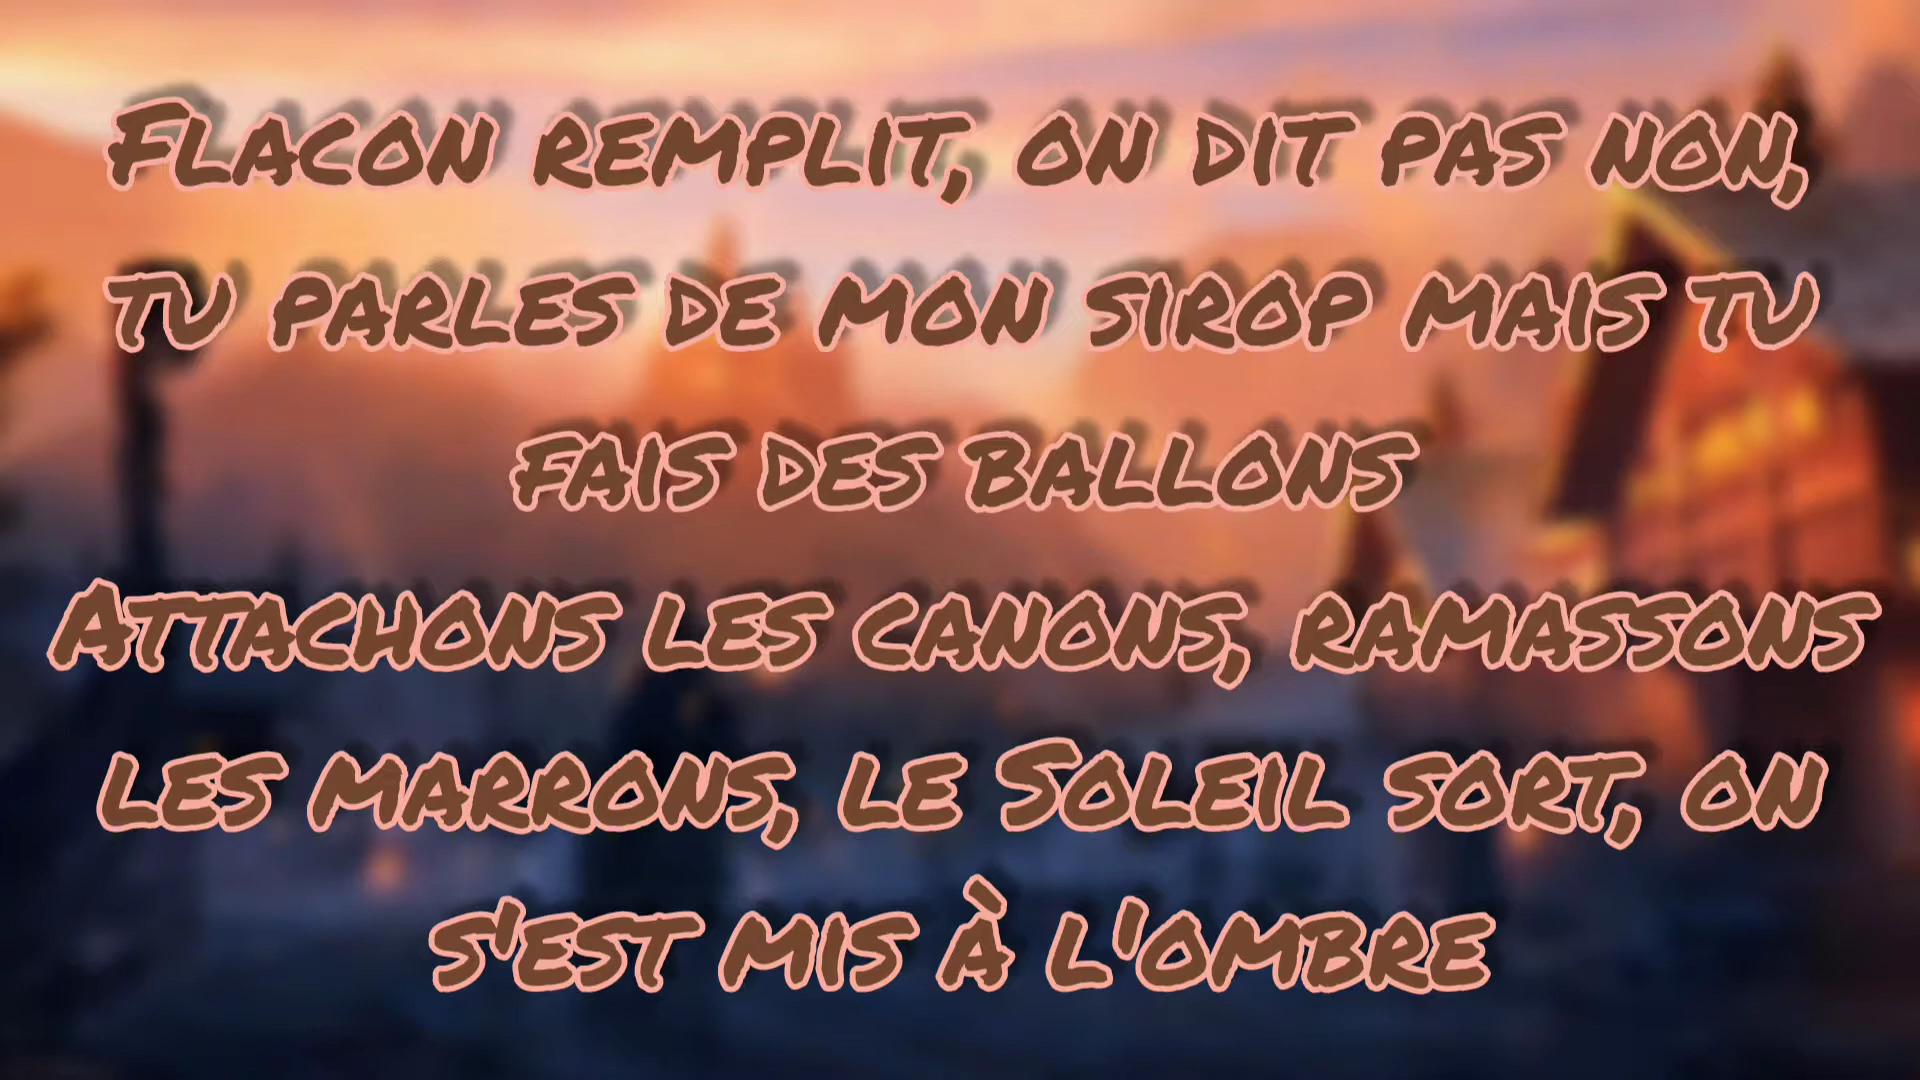 Flacon remplit, on dit pas non,
tu parles de mon sirop mais tu
fais des ballons
Attachons les canons, ramassons
les marrons, le Soleil sort, on
s'est mis à l'ombre